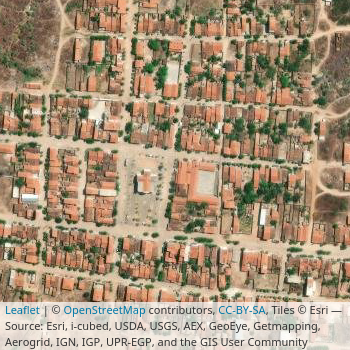 Leaflet | © OpenStreetMap contributors, CC-BY-SA, Tiles © Esri —
Source: Esri, i-cubed, USDA, USGS, AEX, GeoEye, Getmapping,
Aerogrid, IGN, IGP, UPR-EGP, and the GIS User Community